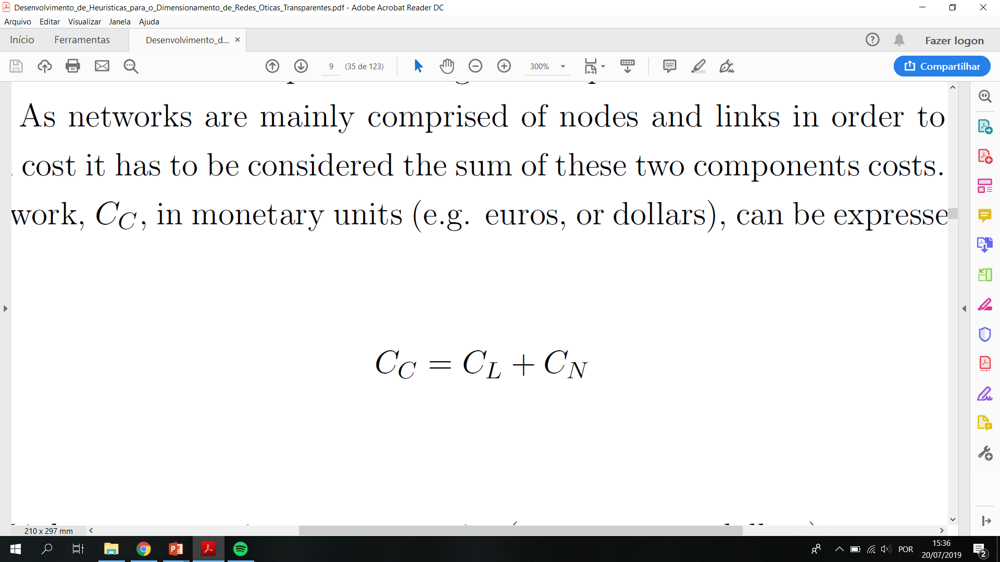 Desenvolvimento_de_Heuristicas_para_o_Dimensionamento_de_Redes_Oticas_Transparentes.pdf - Adobe Acrobat Reader DC
Arquivo Editar Visualizar Janela Ajuda
Início Ferramentas Desenvolvimento_d... × Fazer logon
9 (35 de 123) 300% Compartilhar
As networks are mainly comprised of nodes and links in order to
cost it has to be considered the sum of these two components costs.
work, C_C, in monetary units (e.g. euros, or dollars), can be expresse
C_C = C_L + C_N
210 x 297 mm
POR
15:36
20/07/2019
2